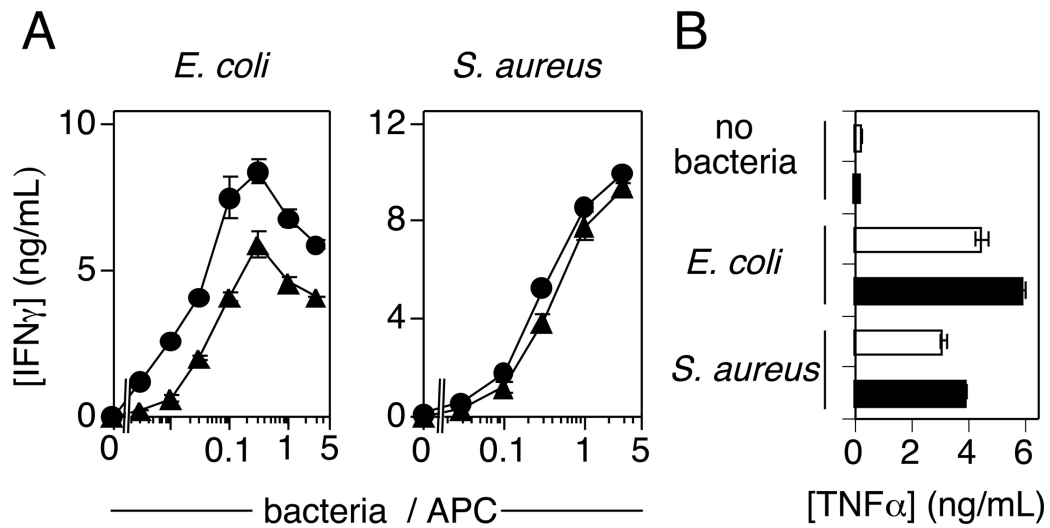 A
B
E. coli
S. aureus
[IFNγ] (ng/mL)
10
5
0
12
8
4
0
0
0.1
1
5
0
0.1
1
5
bacteria / APC
no
bacteria
E. coli
S. aureus
0
2
4
6
[TNFα] (ng/mL)